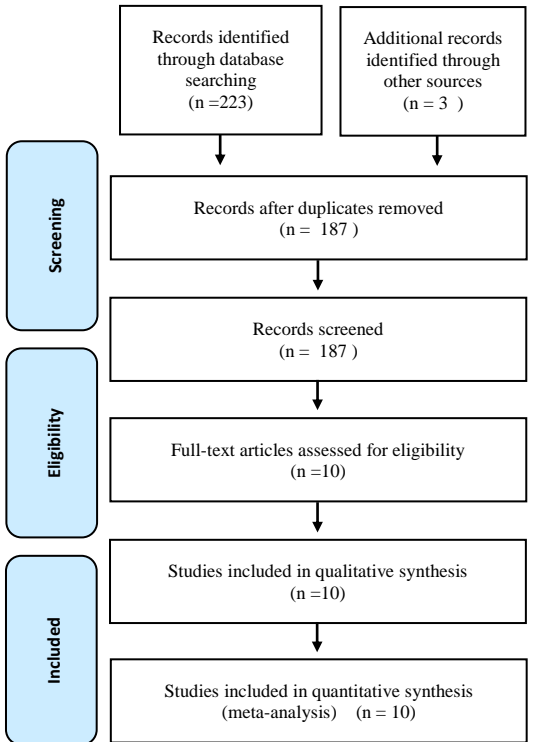 Records identified
through database
searching
(n =223)
Additional records
identified through
other sources
(n = 3 )
Screening
Records after duplicates removed
(n = 187 )
Records screened
(n = 187 )
Eligibility
Full-text articles assessed for eligibility
(n =10)
Included
Studies included in qualitative synthesis
(n =10)
Studies included in quantitative synthesis
(meta-analysis) (n = 10)